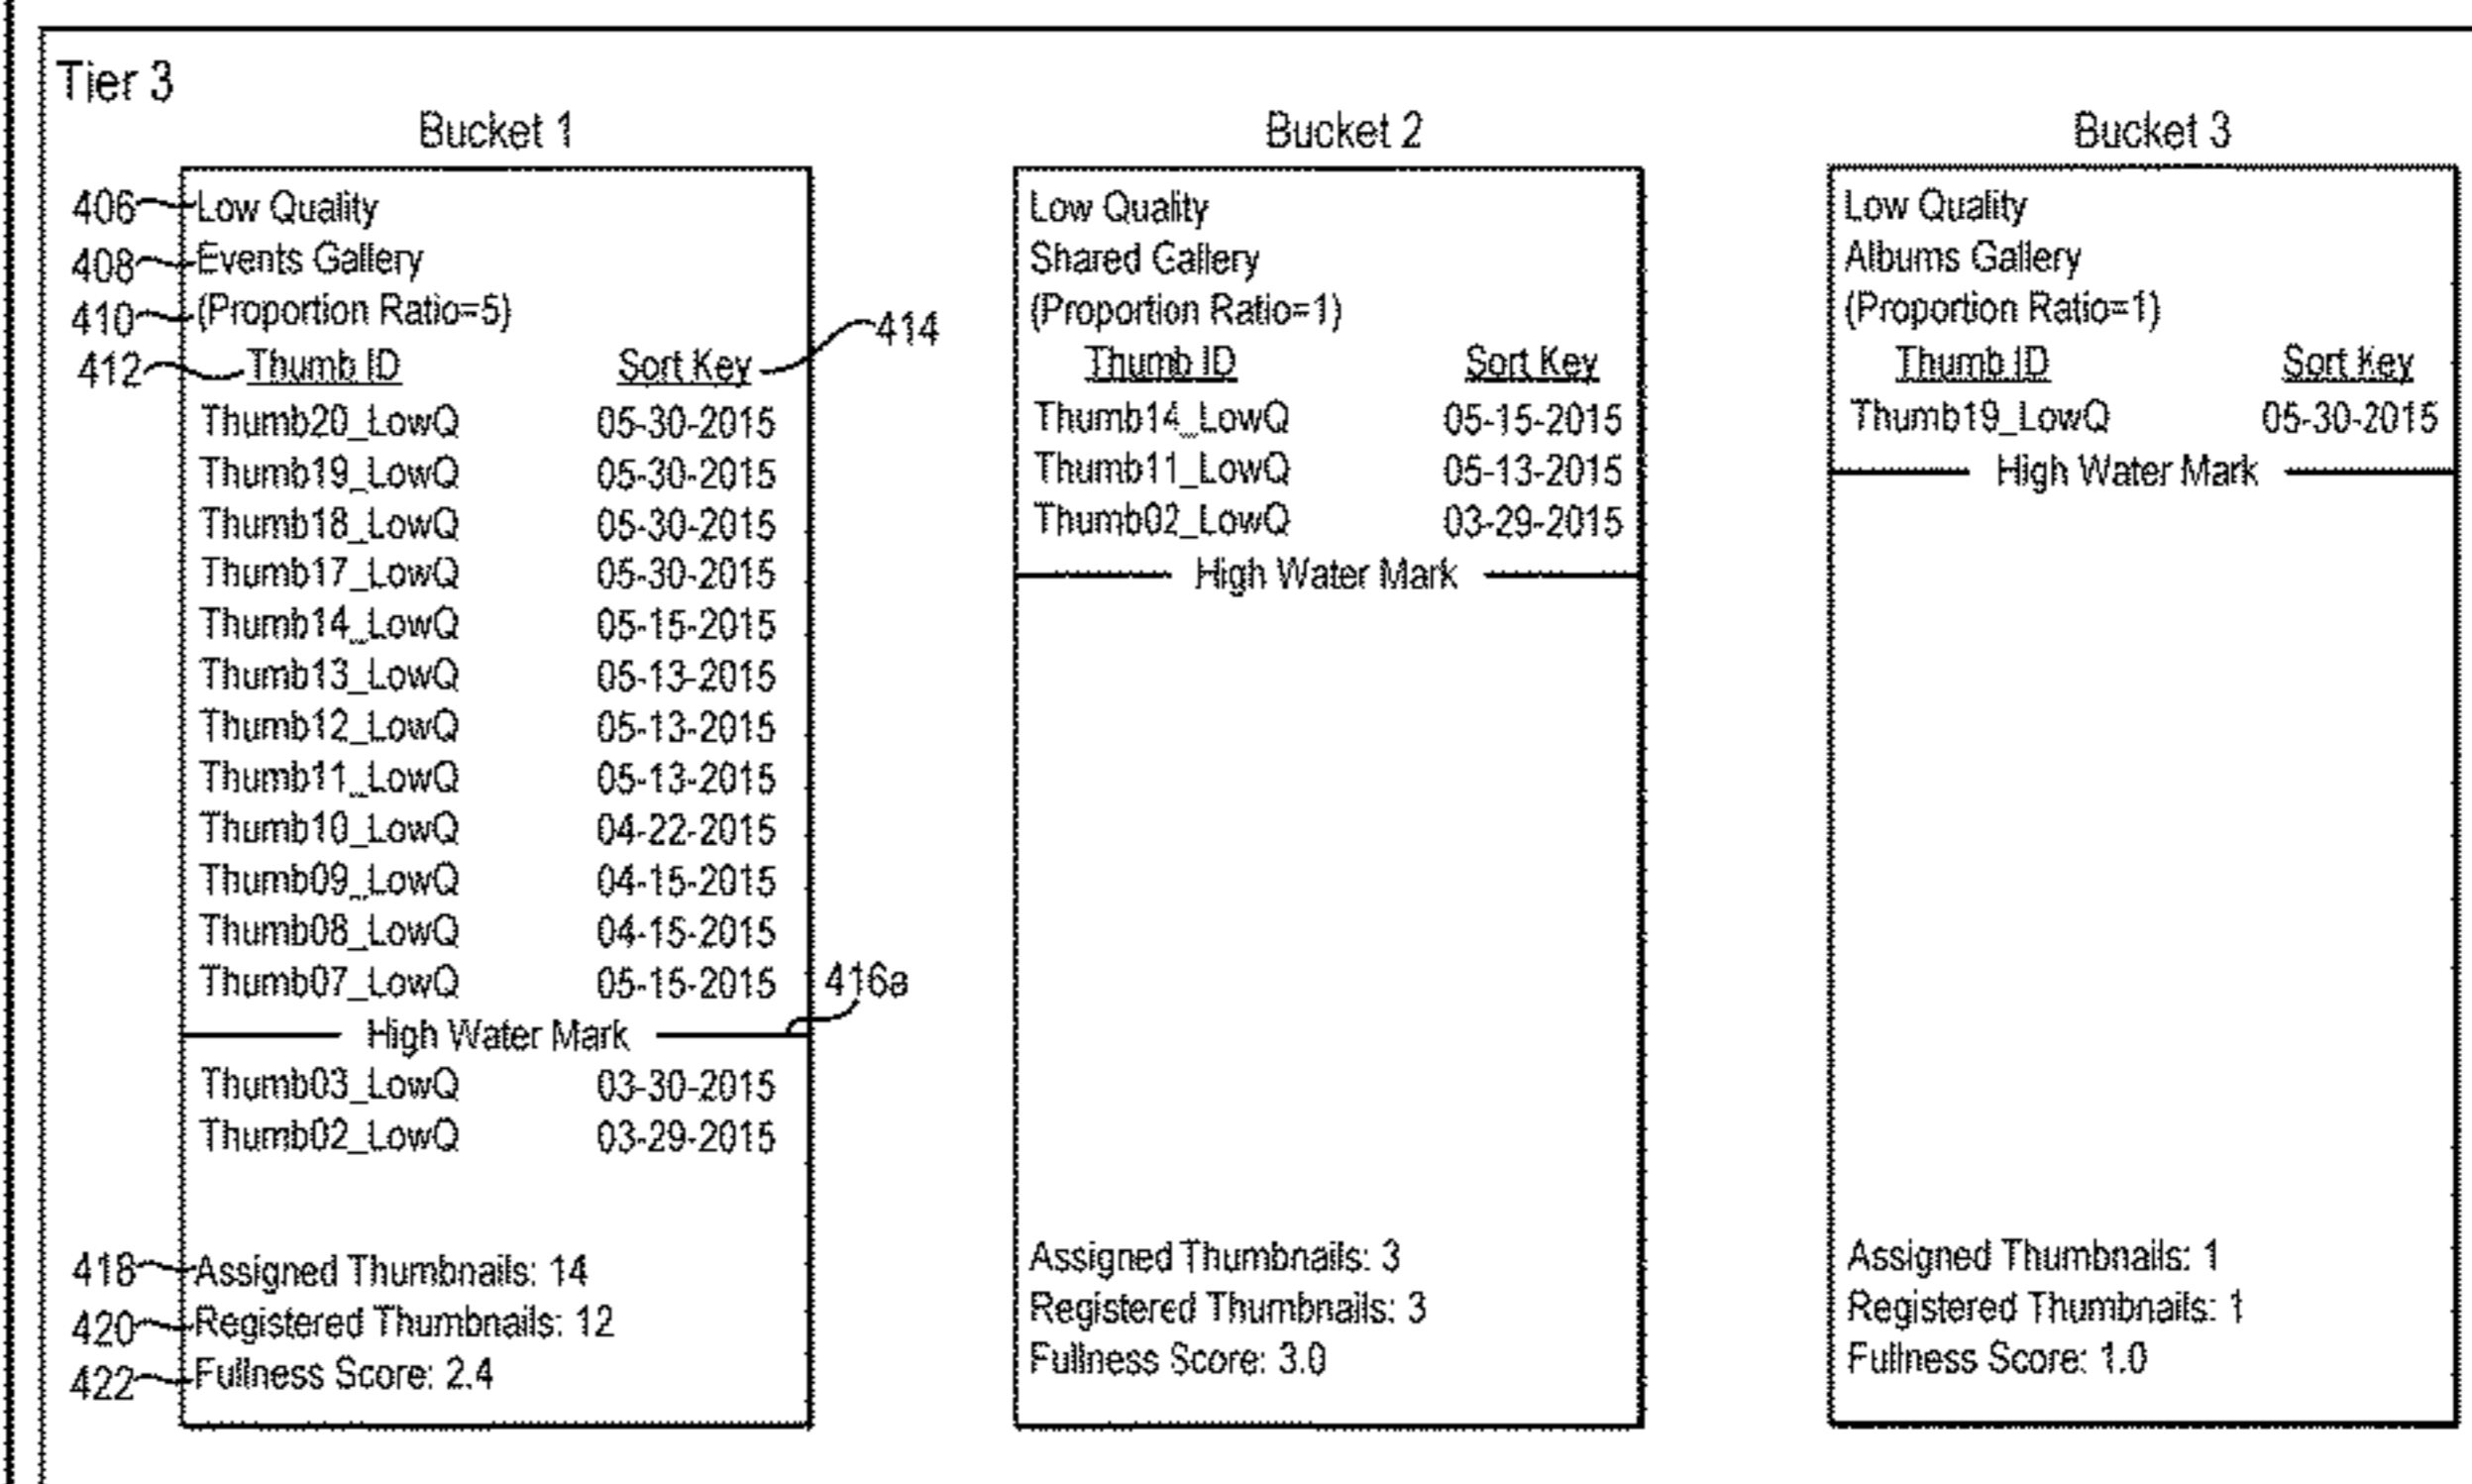 Tier 3
Bucket 1
406 Low Quality
408 Events Gallery
410 (Proportion Ratio=5)
412 Thumb ID Sort Key 414
Thumb20_LowQ 05-30-2015
Thumb19_LowQ 05-30-2015
Thumb18_LowQ 05-30-2015
Thumb17_LowQ 05-30-2015
Thumb14_LowQ 05-15-2015
Thumb13_LowQ 05-13-2015
Thumb12_LowQ 05-13-2015
Thumb11_LowQ 05-13-2015
Thumb10_LowQ 04-22-2015
Thumb09_LowQ 04-15-2015
Thumb08_LowQ 04-15-2015
Thumb07_LowQ 05-15-2015
416a
High Water Mark
Thumb03_LowQ 03-30-2015
Thumb02_LowQ 03-29-2015
418 Assigned Thumbnails: 14
420 Registered Thumbnails: 12
422 Fullness Score: 2.4
Bucket 2
Low Quality
Shared Gallery
(Proportion Ratio=1)
Thumb ID Sort Key
Thumb14_LowQ 05-15-2015
Thumb11_LowQ 05-13-2015
Thumb02_LowQ 03-29-2015
High Water Mark
Assigned Thumbnails: 3
Registered Thumbnails: 3
Fullness Score: 3.0
Bucket 3
Low Quality
Albums Gallery
(Proportion Ratio=1)
Thumb ID Sort Key
Thumb19_LowQ 05-30-2015
High Water Mark
Assigned Thumbnails: 1
Registered Thumbnails: 1
Fullness Score: 1.0